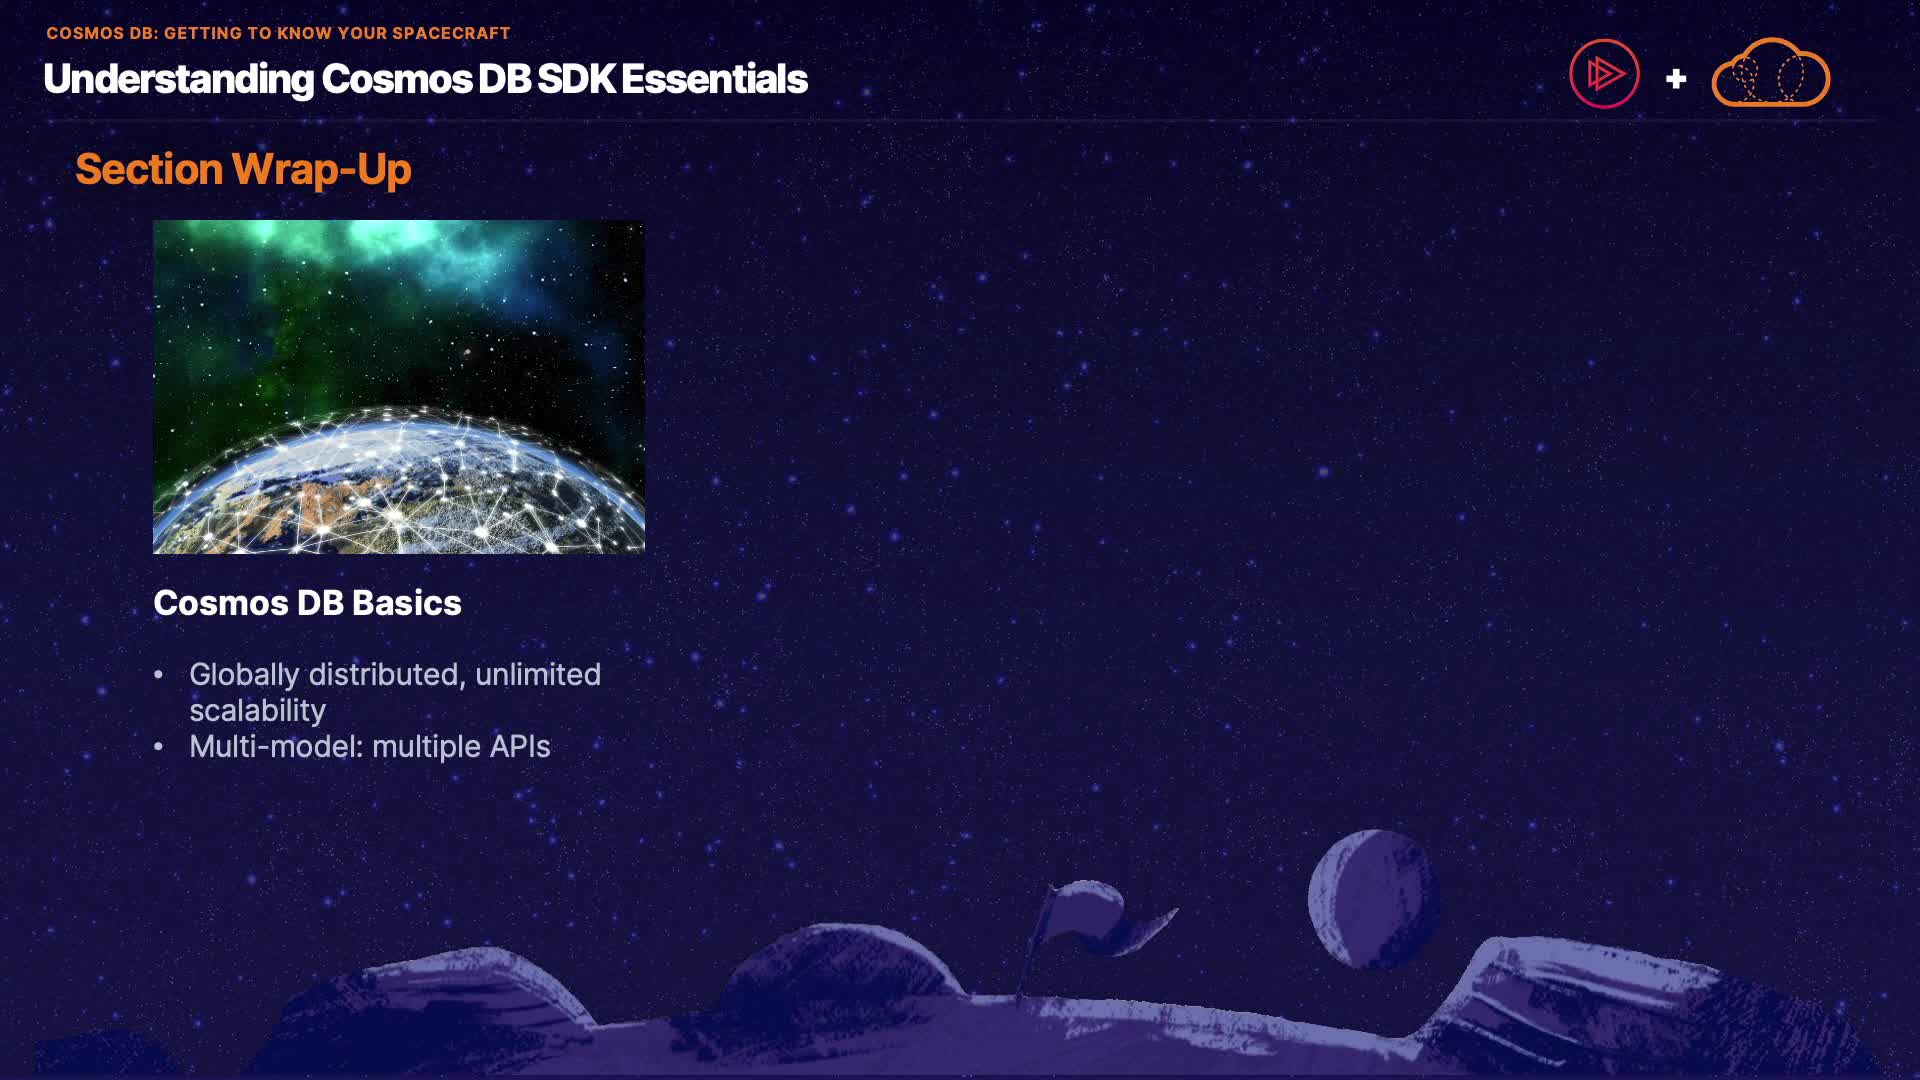 COSMOS DB: GETTING TO KNOW YOUR SPACECRAFT
Understanding Cosmos DB SDK Essentials
+
Section Wrap-Up
Cosmos DB Basics
• Globally distributed, unlimited
scalability
• Multi-model: multiple APIs